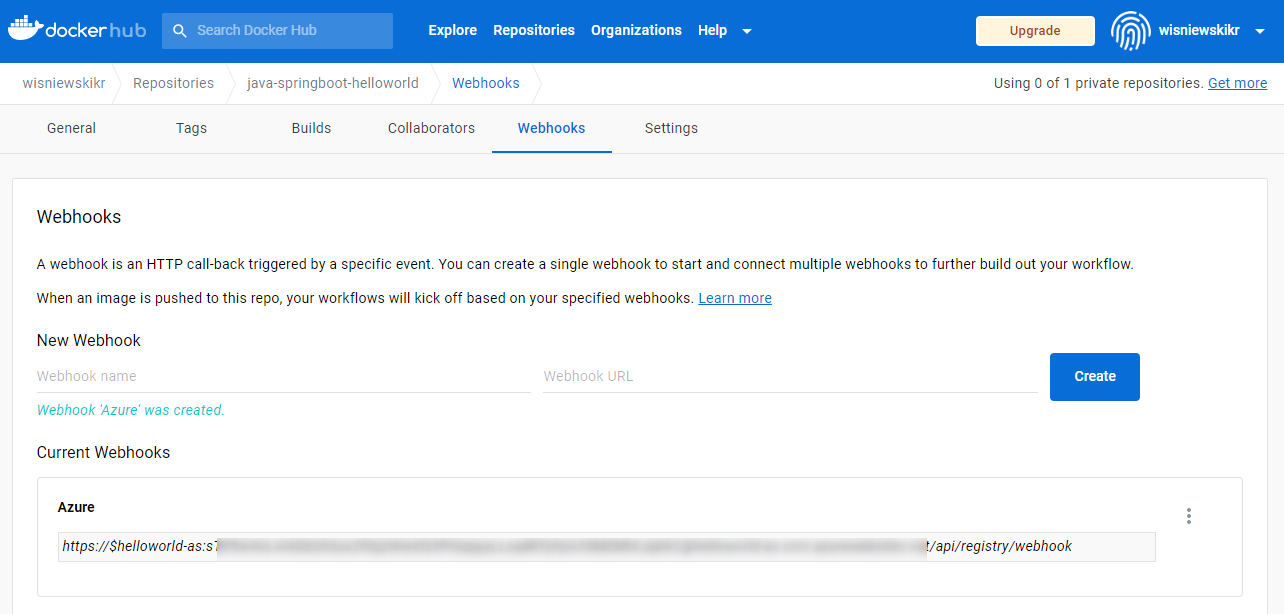 dockerhub Search Docker Hub Explore Repositories Organizations Help Upgrade wisniewskikr
wisniewskikr Repositories java-springboot-helloworld Webhooks Using 0 of 1 private repositories. Get more
General Tags Builds Collaborators Webhooks Settings
Webhooks
A webhook is an HTTP call-back triggered by a specific event. You can create a single webhook to start and connect multiple webhooks to further build out your workflow.
When an image is pushed to this repo, your workflows will kick off based on your specified webhooks. Learn more
New Webhook
Webhook name Webhook URL Create
Webhook 'Azure' was created.
Current Webhooks
Azure
https://$helloworld-as:s t/api/registry/webhook